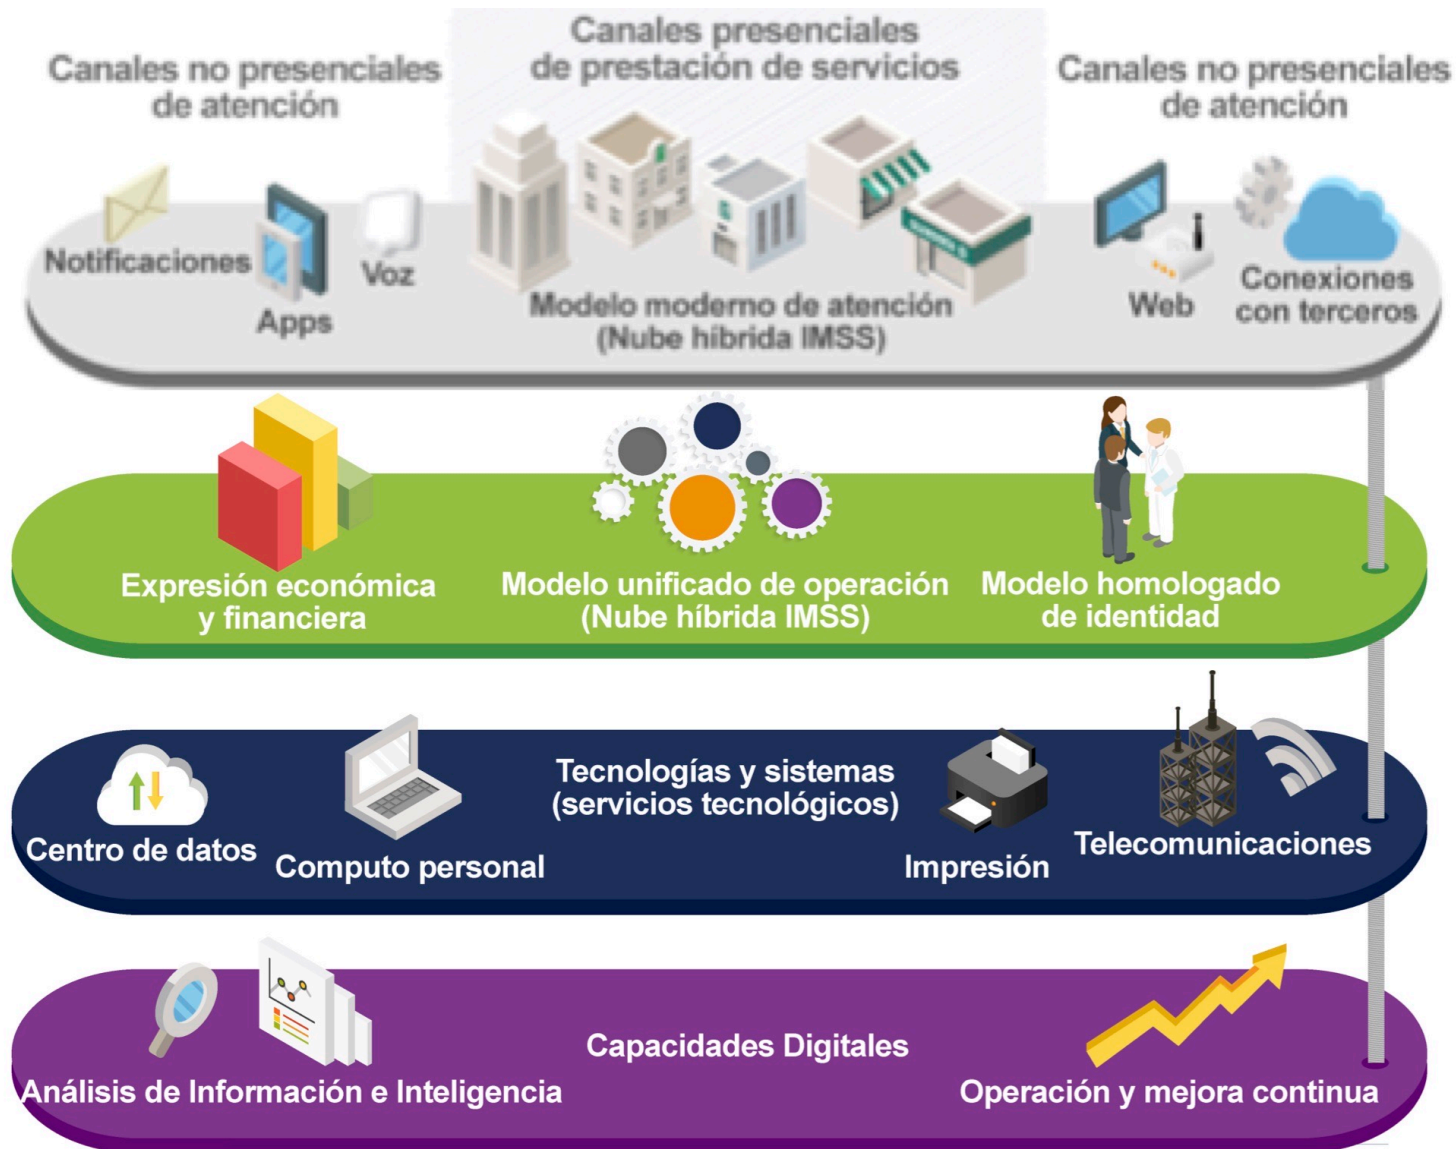 Canales no presenciales
de atención
Canales presenciales
de prestación de servicios
Canales no presenciales
de atención
Notificaciones
Apps
Voz
Modelo moderno de atención
(Nube híbrida IMSS)
Web
Conexiones
con terceros
Expresión económica
y financiera
Modelo unificado de operación
(Nube híbrida IMSS)
Modelo homologado
de identidad
Centro de datos
Computo personal
Tecnologías y sistemas
(servicios tecnológicos)
Impresión
Telecomunicaciones
Análisis de Información e Inteligencia
Capacidades Digitales
Operación y mejora continua